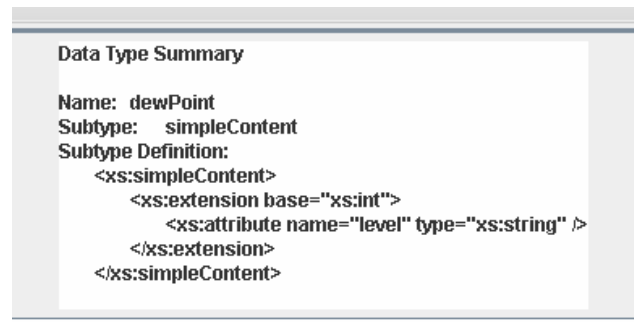 Data Type Summary
Name: dewPoint
Subtype: simpleContent
Subtype Definition:
<xs:simpleContent>
<xs:extension base="xs:int">
<xs:attribute name="level" type="xs:string" />
</xs:extension>
</xs:simpleContent>